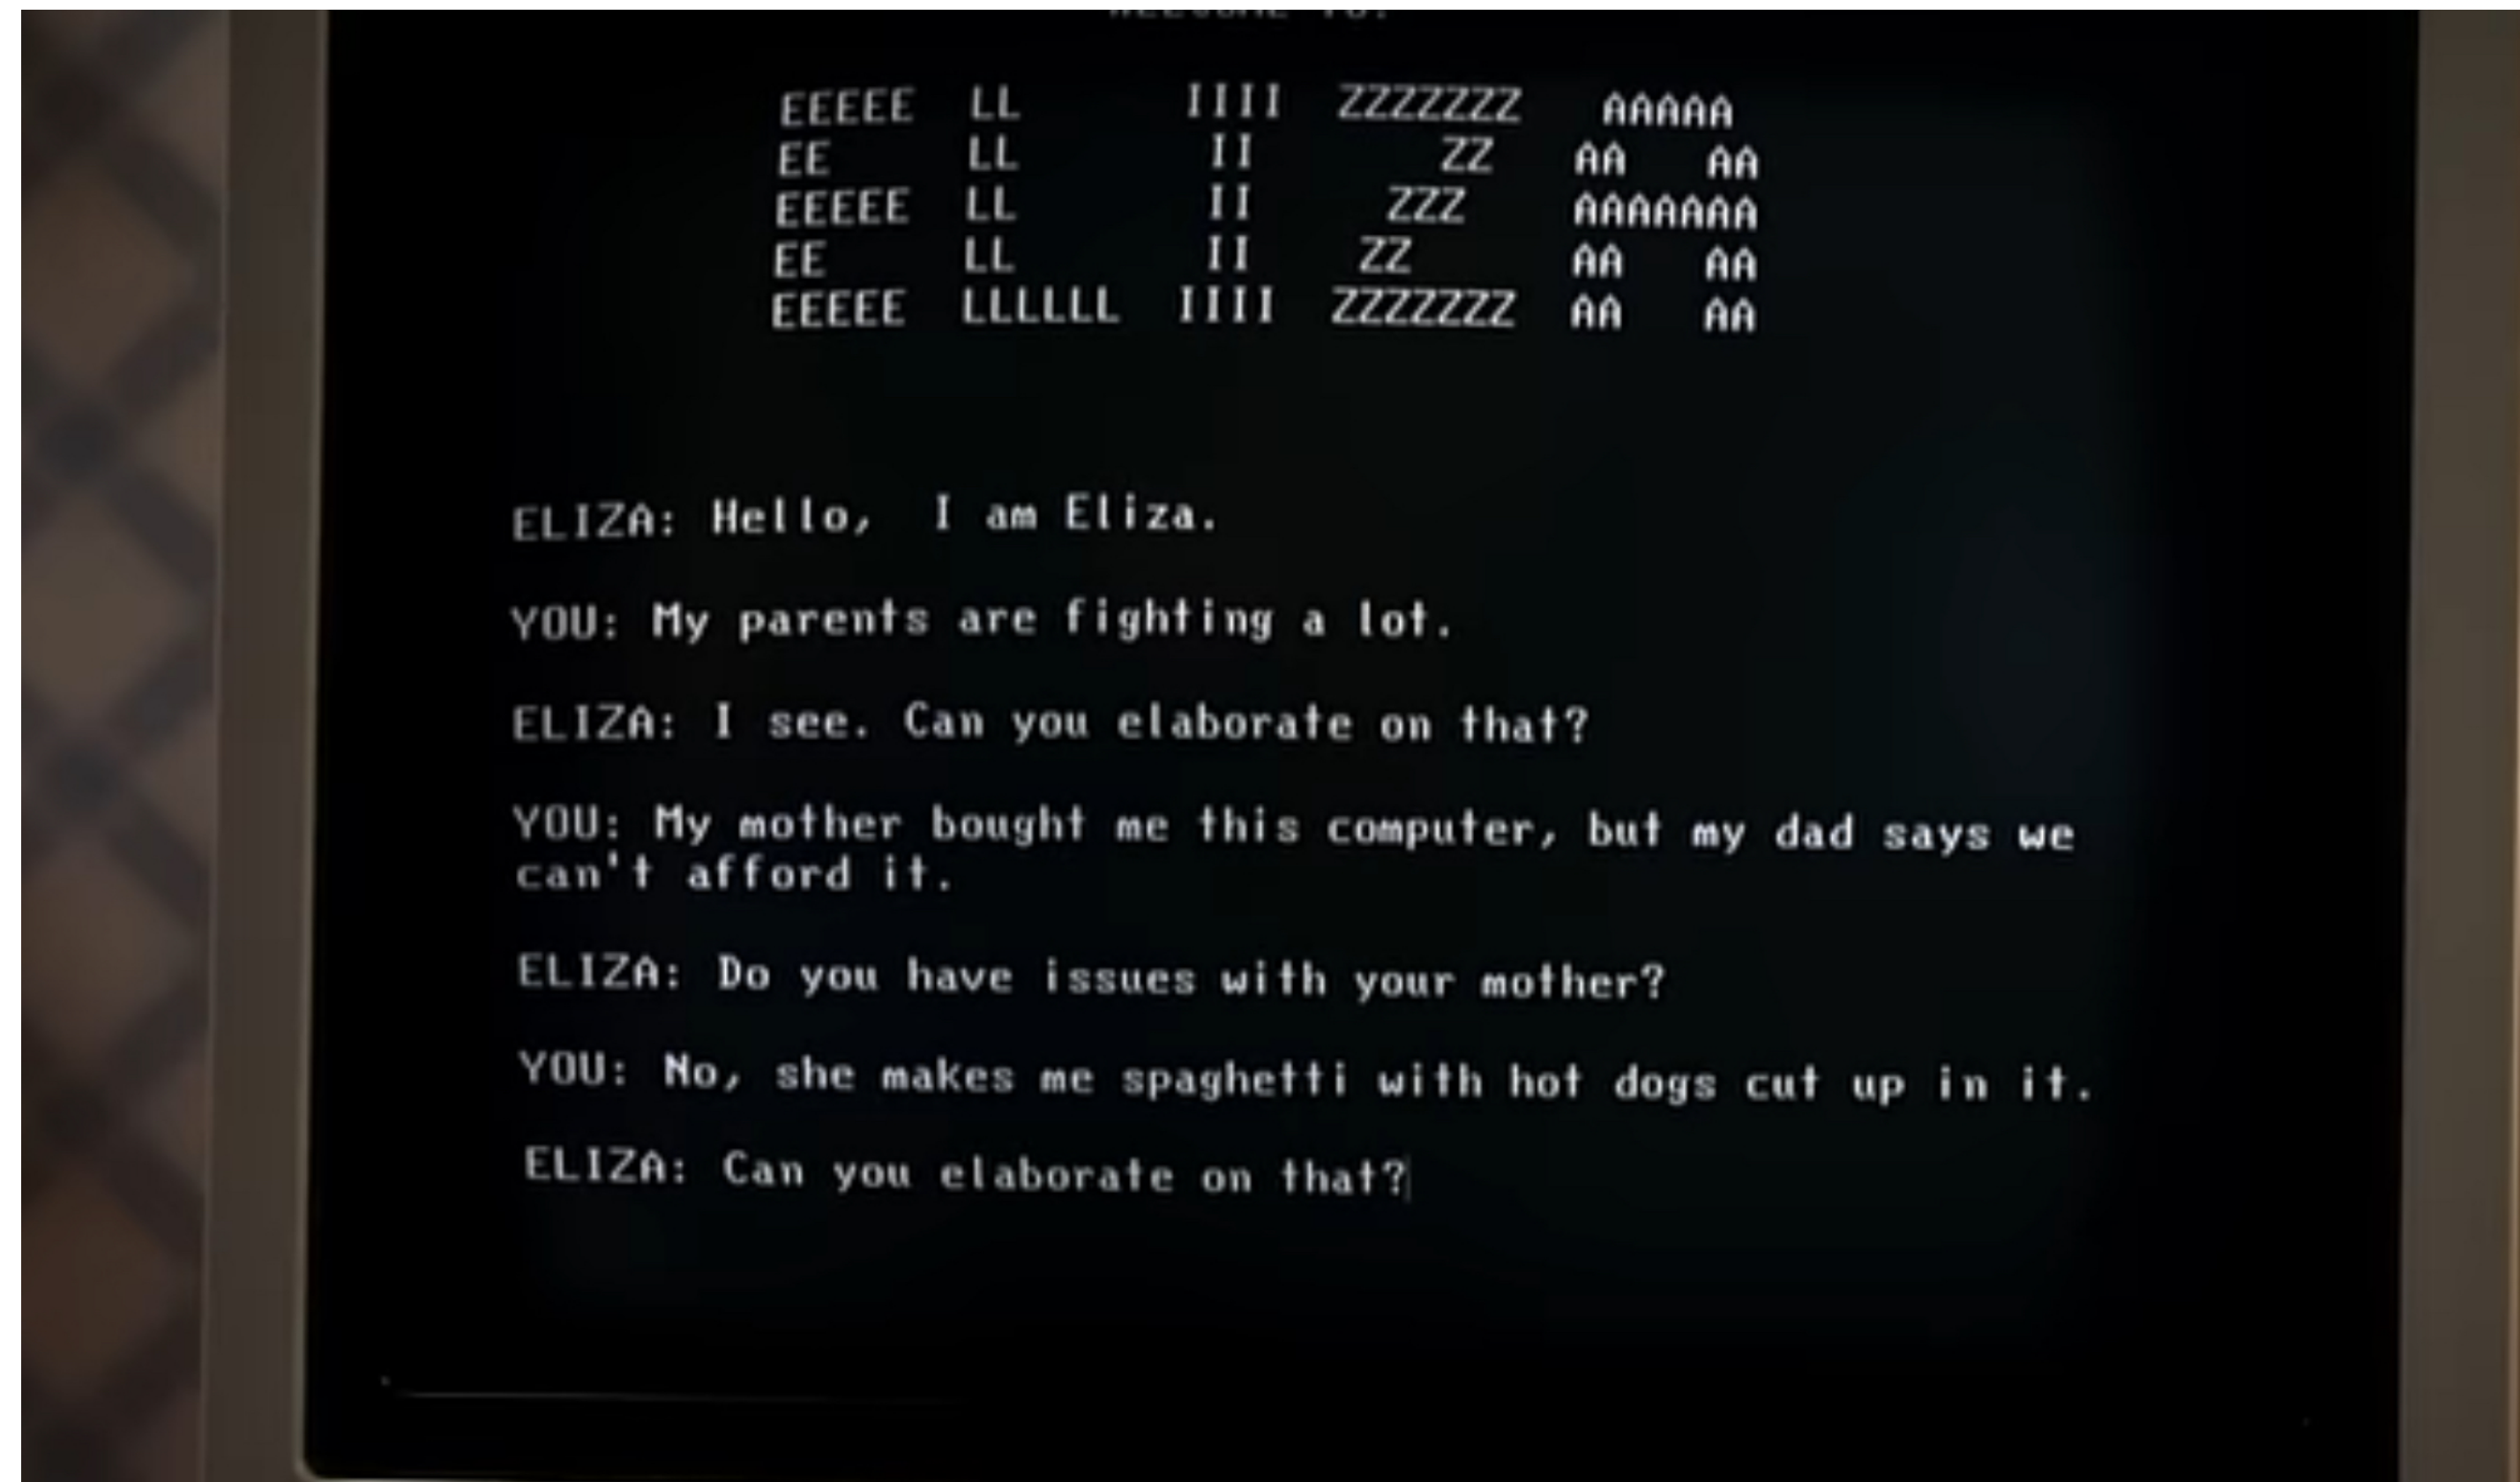 EEEEE  LL      IIII  ZZZZZZZ   AAAAA
EE     LL       II       ZZ   AA   AA
EEEEE  LL       II     ZZZ    AAAAAAA
EE     LL       II    ZZ      AA   AA
EEEEE  LLLLLL  IIII  ZZZZZZZ  AA   AA
ELIZA: Hello,  I am Eliza.
YOU: My parents are fighting a lot.
ELIZA: I see. Can you elaborate on that?
YOU: My mother bought me this computer, but my dad says we
can't afford it.
ELIZA: Do you have issues with your mother?
YOU: No, she makes me spaghetti with hot dogs cut up in it.
ELIZA: Can you elaborate on that?